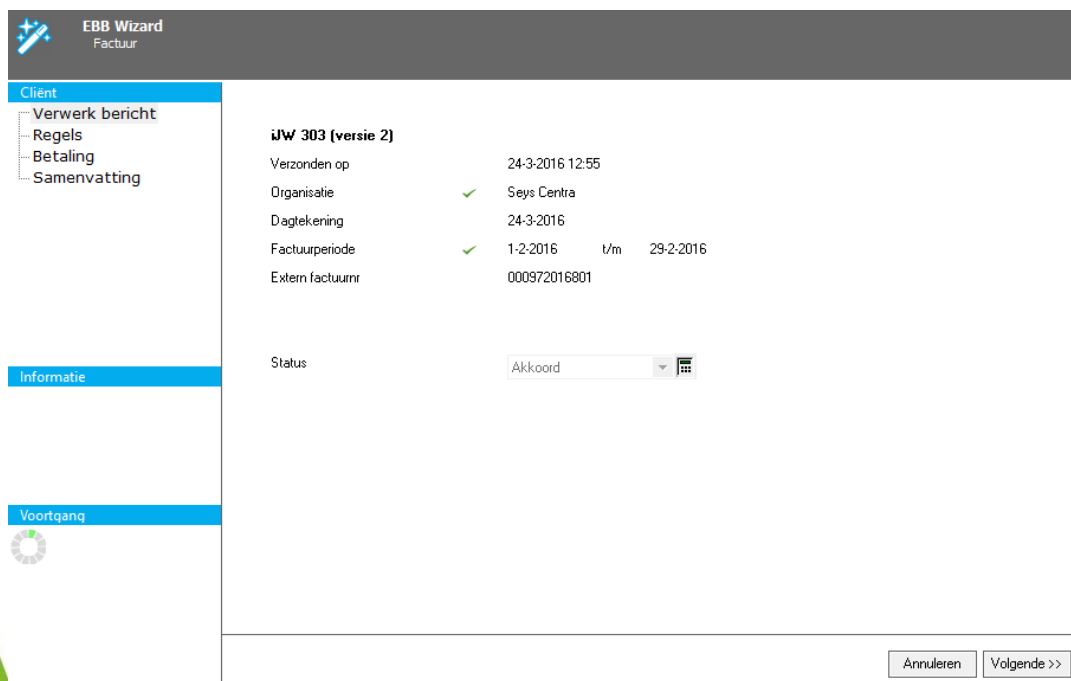 EBB Wizard
Factuur
Cliënt
Verwerk bericht
Regels
Betaling
Samenvatting
Informatie
Voortgang
iJW 303 (versie 2)
Verzonden op 24-3-2016 12:55
Organisatie Seys Centra
Dagtekening 24-3-2016
Factuurperiode 1-2-2016 t/m 29-2-2016
Extern factuurnr 000972016801
Status Akkoord
Annuleren Volgende >>